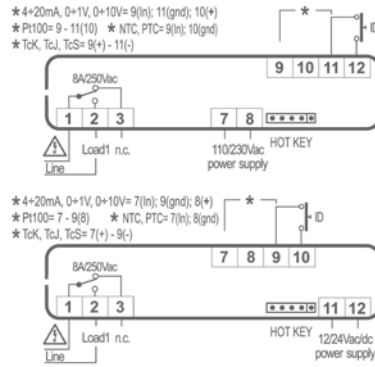 * 4÷20mA, 0÷1V, 0÷10V= 9(In); 11(gnd); 10(+)
* Pt100= 9 - 11(10) * NTC, PTC= 9(In); 10(gnd)
* TcK, TcJ, TcS= 9(+) - 11(-)
* ID
9 10 11 12
8A/250Vac
1 2 3 7 8
HOT KEY
Load1 n.c. 110/230Vac
Line power supply
* 4÷20mA, 0÷1V, 0÷10V= 7(In); 9(gnd); 8(+)
* Pt100= 7 - 9(8) * NTC, PTC= 7(In); 8(gnd)
* TcK, TcJ, TcS= 7(+) - 9(-)
* ID
7 8 9 10
8A/250Vac
1 2 3 11 12
Load1 n.c. HOT KEY 12/24Vac/dc
Line power supply